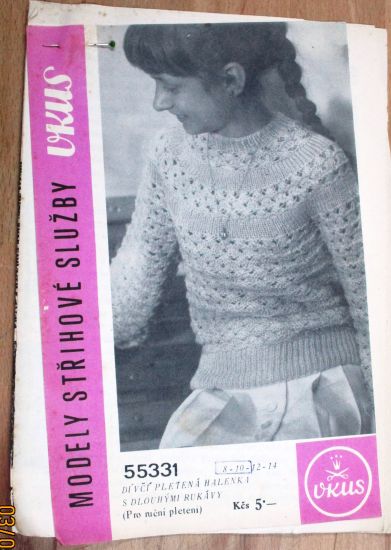 MODELY STŘIHOVÉ SLUŽBY vkus
55331
8-10-12-14
DÍVČÍ PLETENÁ HALENKA
S DLOUHÝMI RUKÁVY
(Pro ruční pletení)
Kčs 5·—
vkus